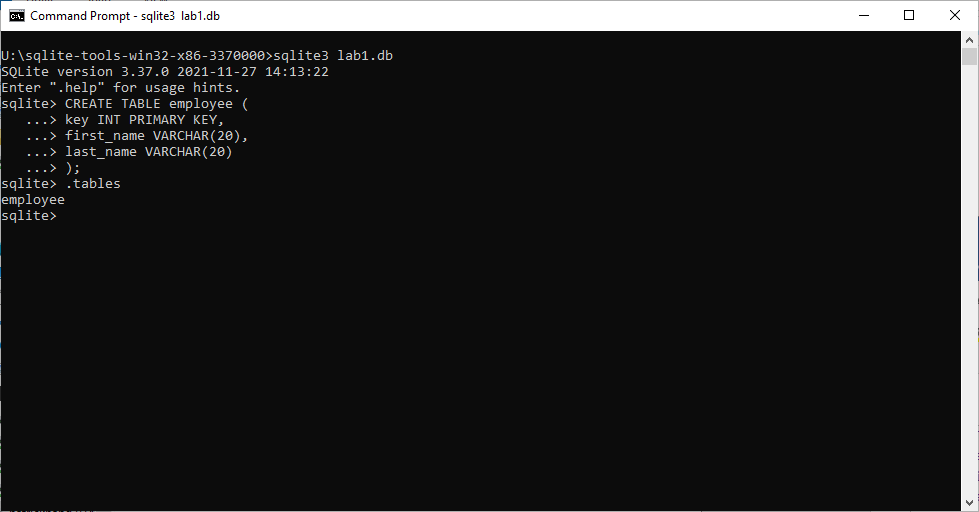 Command Prompt - sqlite3 lab1.db
U:\sqlite-tools-win32-x86-3370000>sqlite3 lab1.db
SQLite version 3.37.0 2021-11-27 14:13:22
Enter ".help" for usage hints.
sqlite> CREATE TABLE employee (
   ...> key INT PRIMARY KEY,
   ...> first_name VARCHAR(20),
   ...> last_name VARCHAR(20)
   ...> );
sqlite> .tables
employee
sqlite>